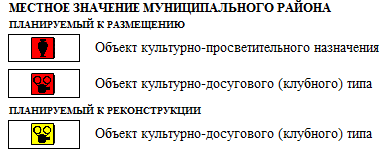 МЕСТНОЕ ЗНАЧЕНИЕ МУНИЦИПАЛЬНОГО РАЙОНА
ПЛАНИРУЕМЫЙ К РАЗМЕЩЕНИЮ
Объект культурно-просветительного назначения
Объект культурно-досугового (клубного) типа
ПЛАНИРУЕМЫЙ К РЕКОНСТРУКЦИИ
Объект культурно-досугового (клубного) типа